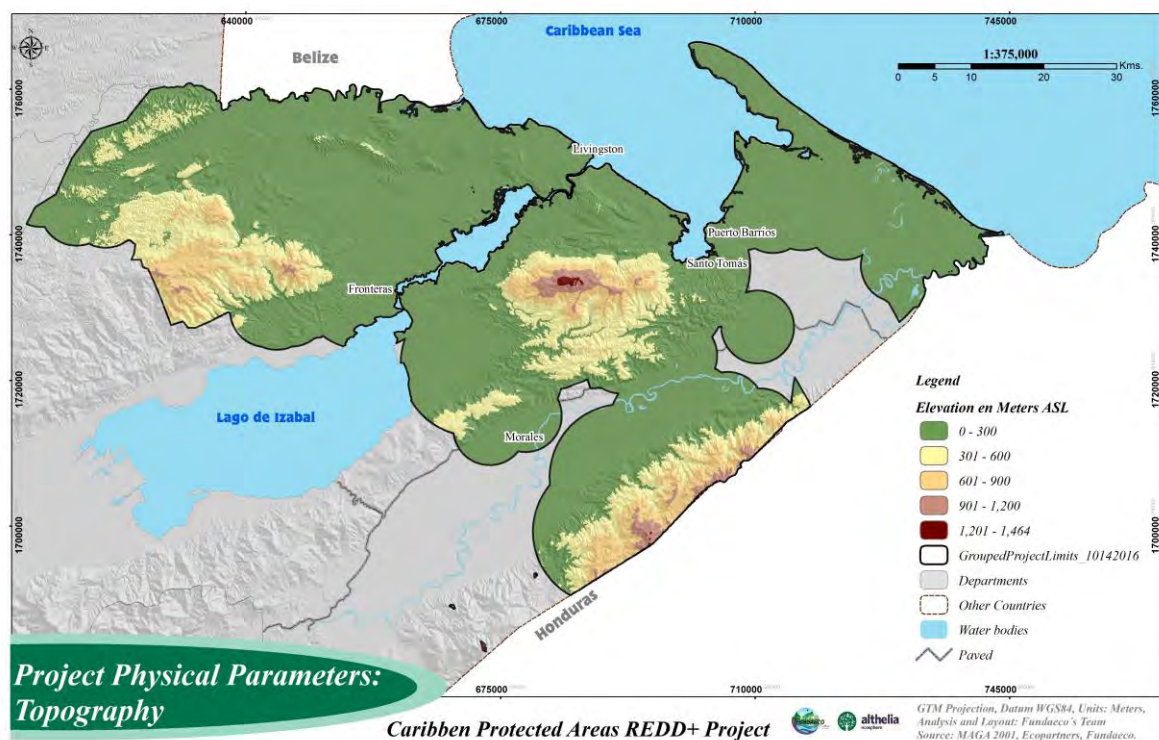 640000
675000
710000
745000
Caribbean Sea
1:375,000
0 5 10 20 30 Kms.
Belize
1760000
1760000
Livingston
1740000
1740000
Puerto Barrios
Santo Tomás
Fronteras
1720000
1720000
Lago de Izabal
Morales
1700000
1700000
Honduras
Legend
Elevation en Meters ASL
0 - 300
301 - 600
601 - 900
901 - 1,200
1,201 - 1,464
GroupedProjectLimits_10142016
Departments
Other Countries
Water bodies
Paved
Project Physical Parameters:
Topography
675000
710000
745000
Caribben Protected Areas REDD+ Project
FUNDAECO
althelia
ecosphere
GTM Projection, Datum WGS84, Units: Meters,
Analysis and Layout: Fundaeco´s Team
Source: MAGA 2001, Ecopartners, Fundaeco.